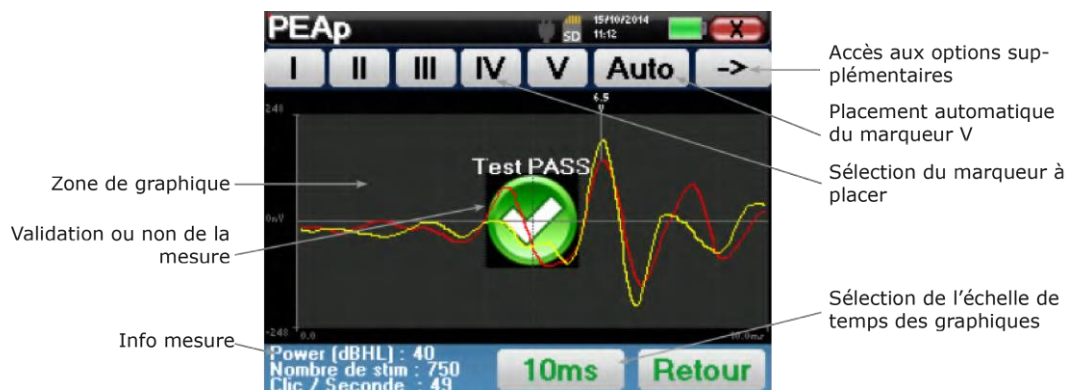 PEAp
SD
15/10/2014
11:12
X
I II III IV V Auto ->
6.5
248
Test PASS
0nV
-248
0.0
10.0ms
Power (dBHL) : 40
Nombre de stim : 750
Clic / Seconde : 49
10ms
Retour
Zone de graphique
Validation ou non de la
mesure
Info mesure
Accès aux options sup-
plémentaires
Placement automatique
du marqueur V
Sélection du marqueur à
placer
Sélection de l'échelle de
temps des graphiques